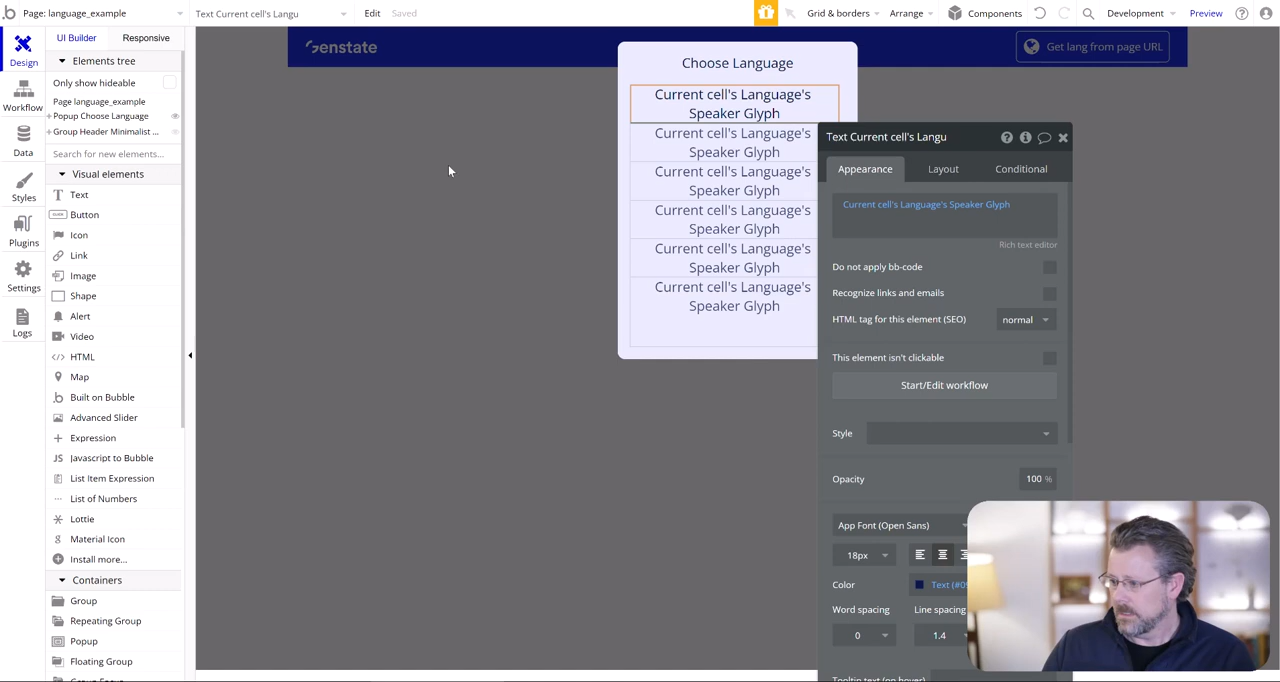 Page: language_example
Text Current cell's Langu
Edit
Saved
Grid & borders
Arrange
Components
Development
Preview
Design
Workflow
Data
Styles
Plugins
Settings
Logs
UI Builder
Responsive
Elements tree
Only show hideable
Page language_example
Popup Choose Language
Group Header Minimalist ...
Search for new elements...
Visual elements
Text
Button
Icon
Link
Image
Shape
Alert
Video
HTML
Map
Built on Bubble
Advanced Slider
Expression
Javascript to Bubble
List Item Expression
List of Numbers
Lottie
Material Icon
Install more...
Containers
Group
Repeating Group
Popup
Floating Group
Genstate
Get lang from page URL
Choose Language
Current cell's Language's
Speaker Glyph
Current cell's Language's
Speaker Glyph
Current cell's Language's
Speaker Glyph
Current cell's Language's
Speaker Glyph
Current cell's Language's
Speaker Glyph
Current cell's Language's
Speaker Glyph
Text Current cell's Langu
Appearance
Layout
Conditional
Current cell's Language's Speaker Glyph
Rich text editor
Do not apply bb-code
Recognize links and emails
HTML tag for this element (SEO)
normal
This element isn't clickable
Start/Edit workflow
Style
Opacity
100 %
App Font (Open Sans)
18px
Color
Text (#09
Word spacing
Line spacing
0
1.4